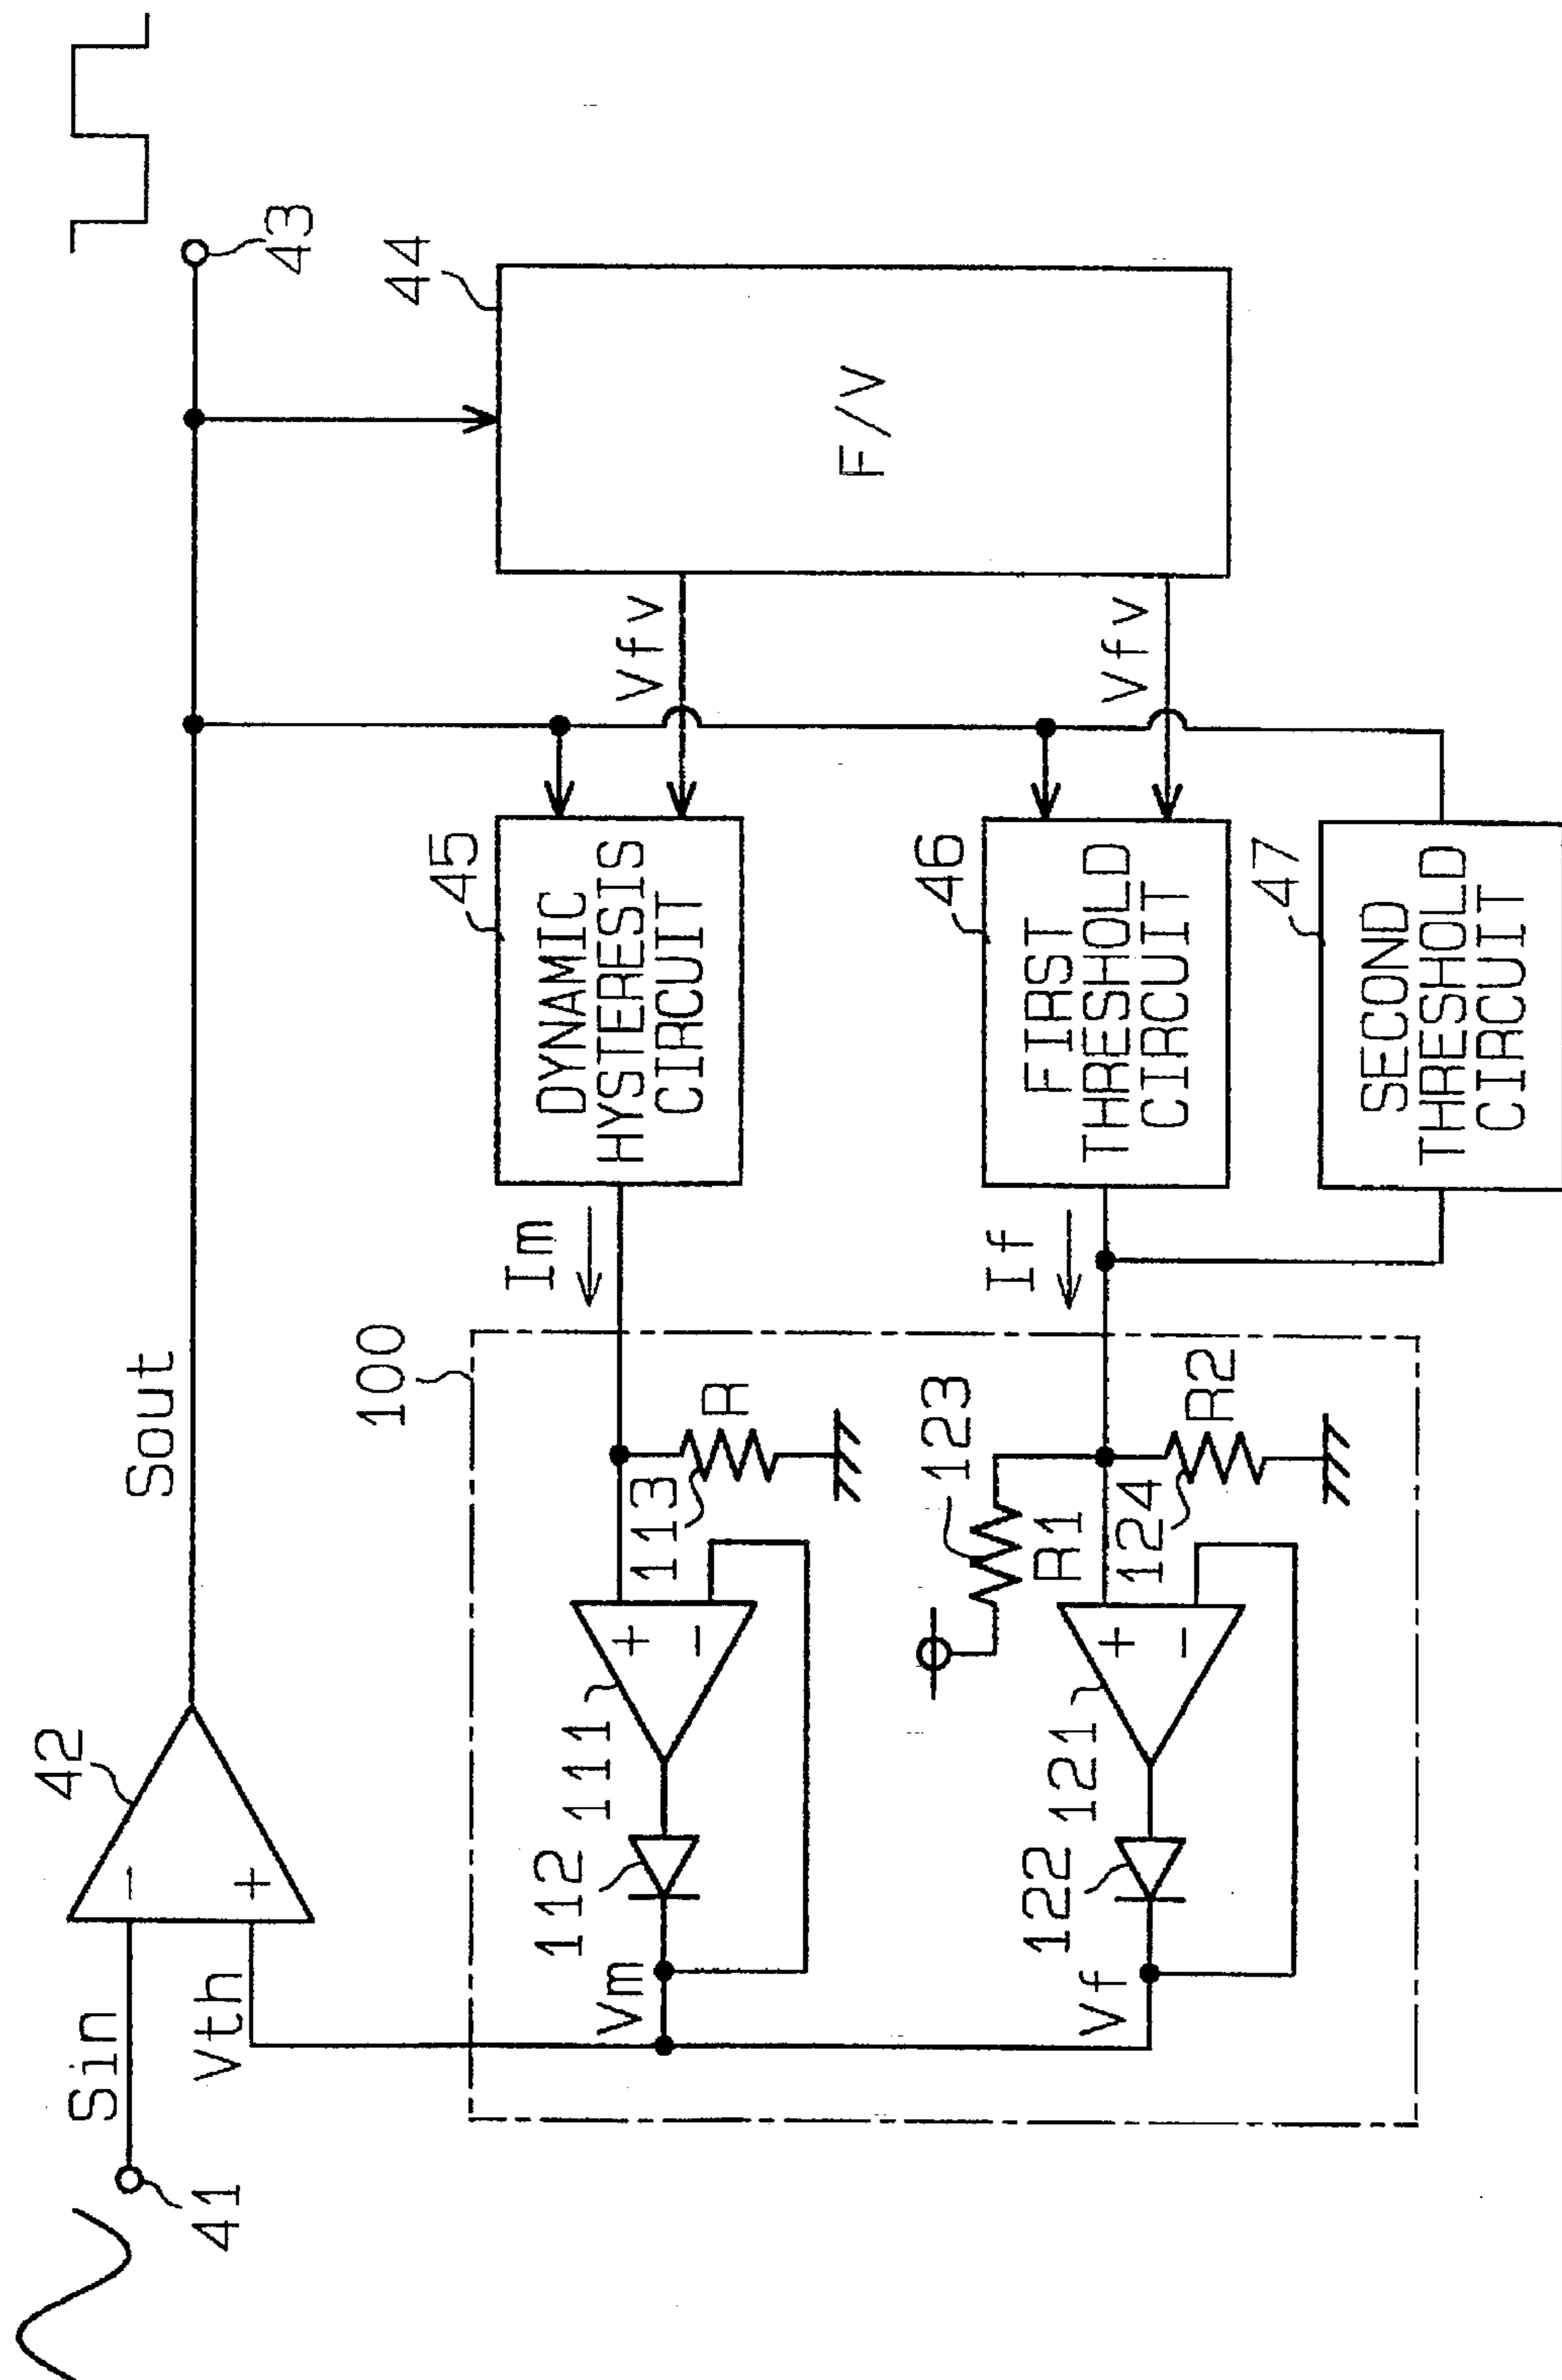 42
Sin
−
Sout
43
41
Vth
+
100
Im
45
DYNAMIC
HYSTERESIS
CIRCUIT
Vfv
44
F/V
112
111
+
−
113
R
Vm
123
R1
If
46
FIRST
THRESHOLD
CIRCUIT
Vfv
122
121
+
−
124
R2
Vf
47
SECOND
THRESHOLD
CIRCUIT